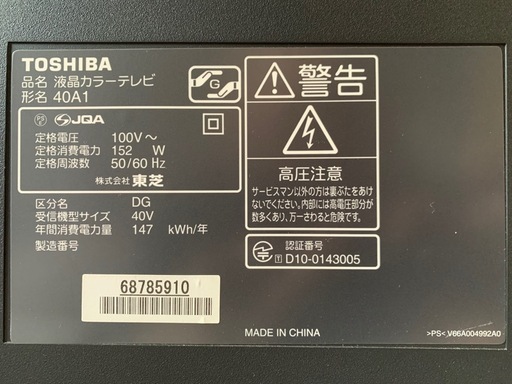 TOSHIBA
品名 液晶カラーテレビ
形名 40A1
G
PS
E
JQA
定格電圧 100V～
定格消費電力 152 W
定格周波数 50/60 Hz
株式会社 東芝
区分名 DG
受信機型サイズ 40V
年間消費電力量 147 kWh/年
製造番号
68785910
警告
高圧注意
サービスマン以外の方は裏ぶたをあけ
ないでください。内部には高電圧部分が
数多くあり、万一さわると危険です。
認証番号
T D10-0143005
MADE IN CHINA
>PS<,V66A004992A0